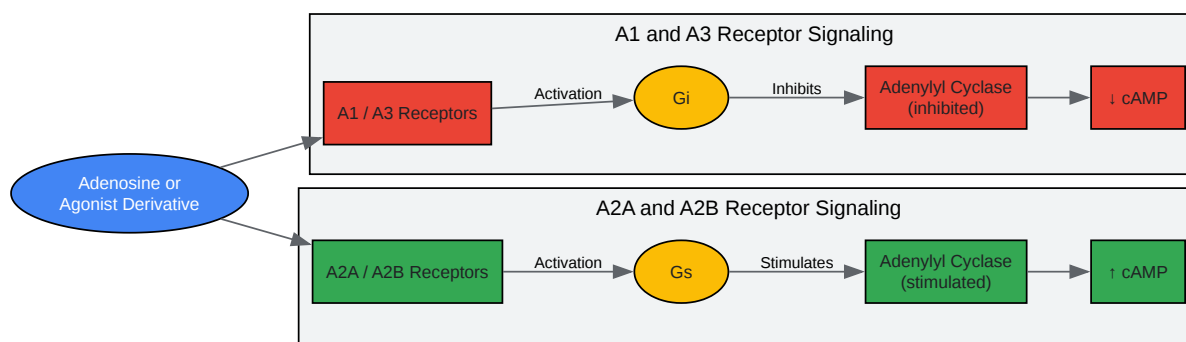 A1 and A3 Receptor Signaling
A1 / A3 Receptors
Activation
Gi
Inhibits
Adenylyl Cyclase
(inhibited)
↓ cAMP
Adenosine or
Agonist Derivative
A2A and A2B Receptor Signaling
A2A / A2B Receptors
Activation
Gs
Stimulates
Adenylyl Cyclase
(stimulated)
↑ cAMP